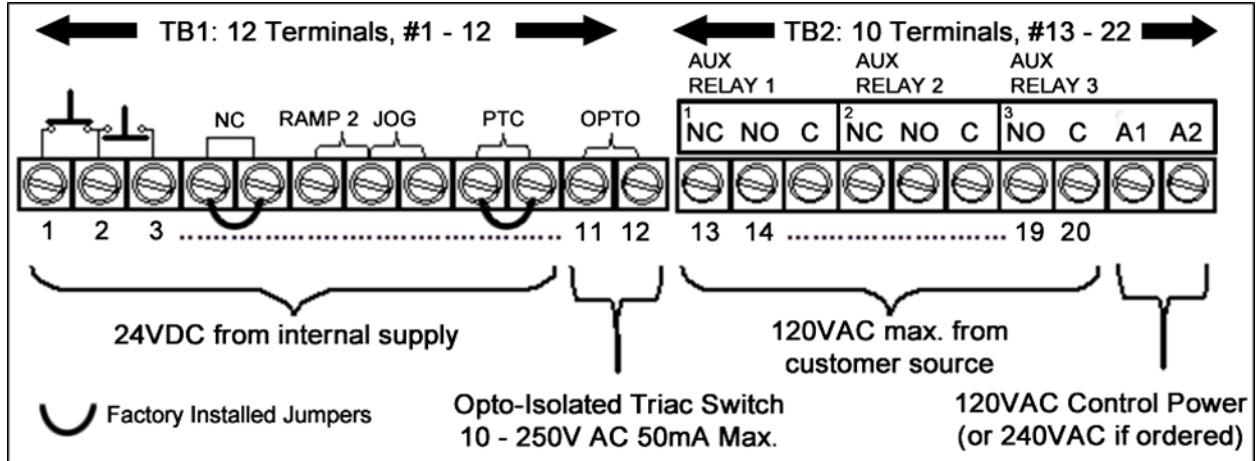 TB1: 12 Terminals, #1 - 12
TB2: 10 Terminals, #13 - 22
AUX RELAY 1
AUX RELAY 2
AUX RELAY 3
NC
RAMP 2 JOG
PTC
OPTO
1 NC NO C 2 NC NO C 3 NO C A1 A2
1 2 3 ........................................ 11 12 13 14 ........................ 19 20
24VDC from internal supply
120VAC max. from
customer source
Factory Installed Jumpers
Opto-Isolated Triac Switch
10 - 250V AC 50mA Max.
120VAC Control Power
(or 240VAC if ordered)